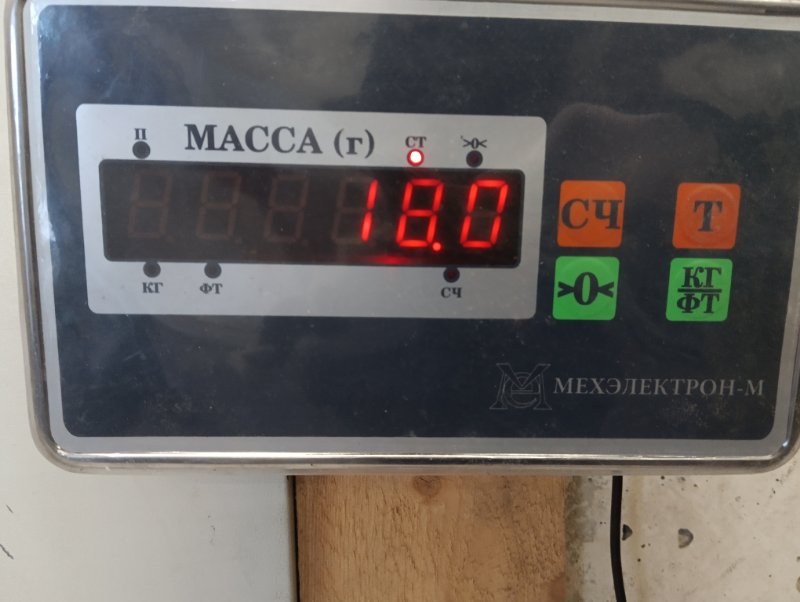 П МАССА (г) СТ >0<
18.0
КГ ФТ СЧ
СЧ Т
>0< КГ/ФТ
МЕХЭЛЕКТРОН-М